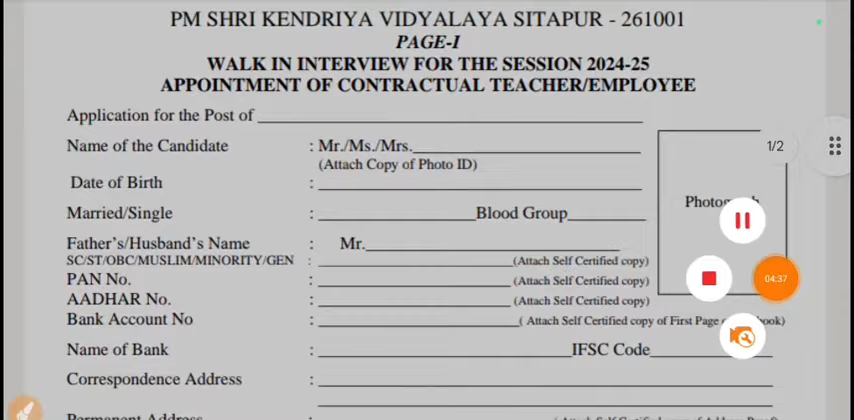 PM SHRI KENDRIYA VIDYALAYA SITAPUR - 261001
PAGE-I
WALK IN INTERVIEW FOR THE SESSION 2024-25
APPOINTMENT OF CONTRACTUAL TEACHER/EMPLOYEE
Application for the Post of
Name of the Candidate : Mr./Ms./Mrs.
(Attach Copy of Photo ID)
1/2
Date of Birth :
Married/Single : Blood Group
Father's/Husband's Name : Mr.
SC/ST/OBC/MUSLIM/MINORITY/GEN : (Attach Self Certified copy)
PAN No. : (Attach Self Certified copy)
04:37
AADHAR No. : (Attach Self Certified copy)
Bank Account No : ( Attach Self Certified copy of First Page
Name of Bank : IFSC Code
Correspondence Address :
Permanent Address :